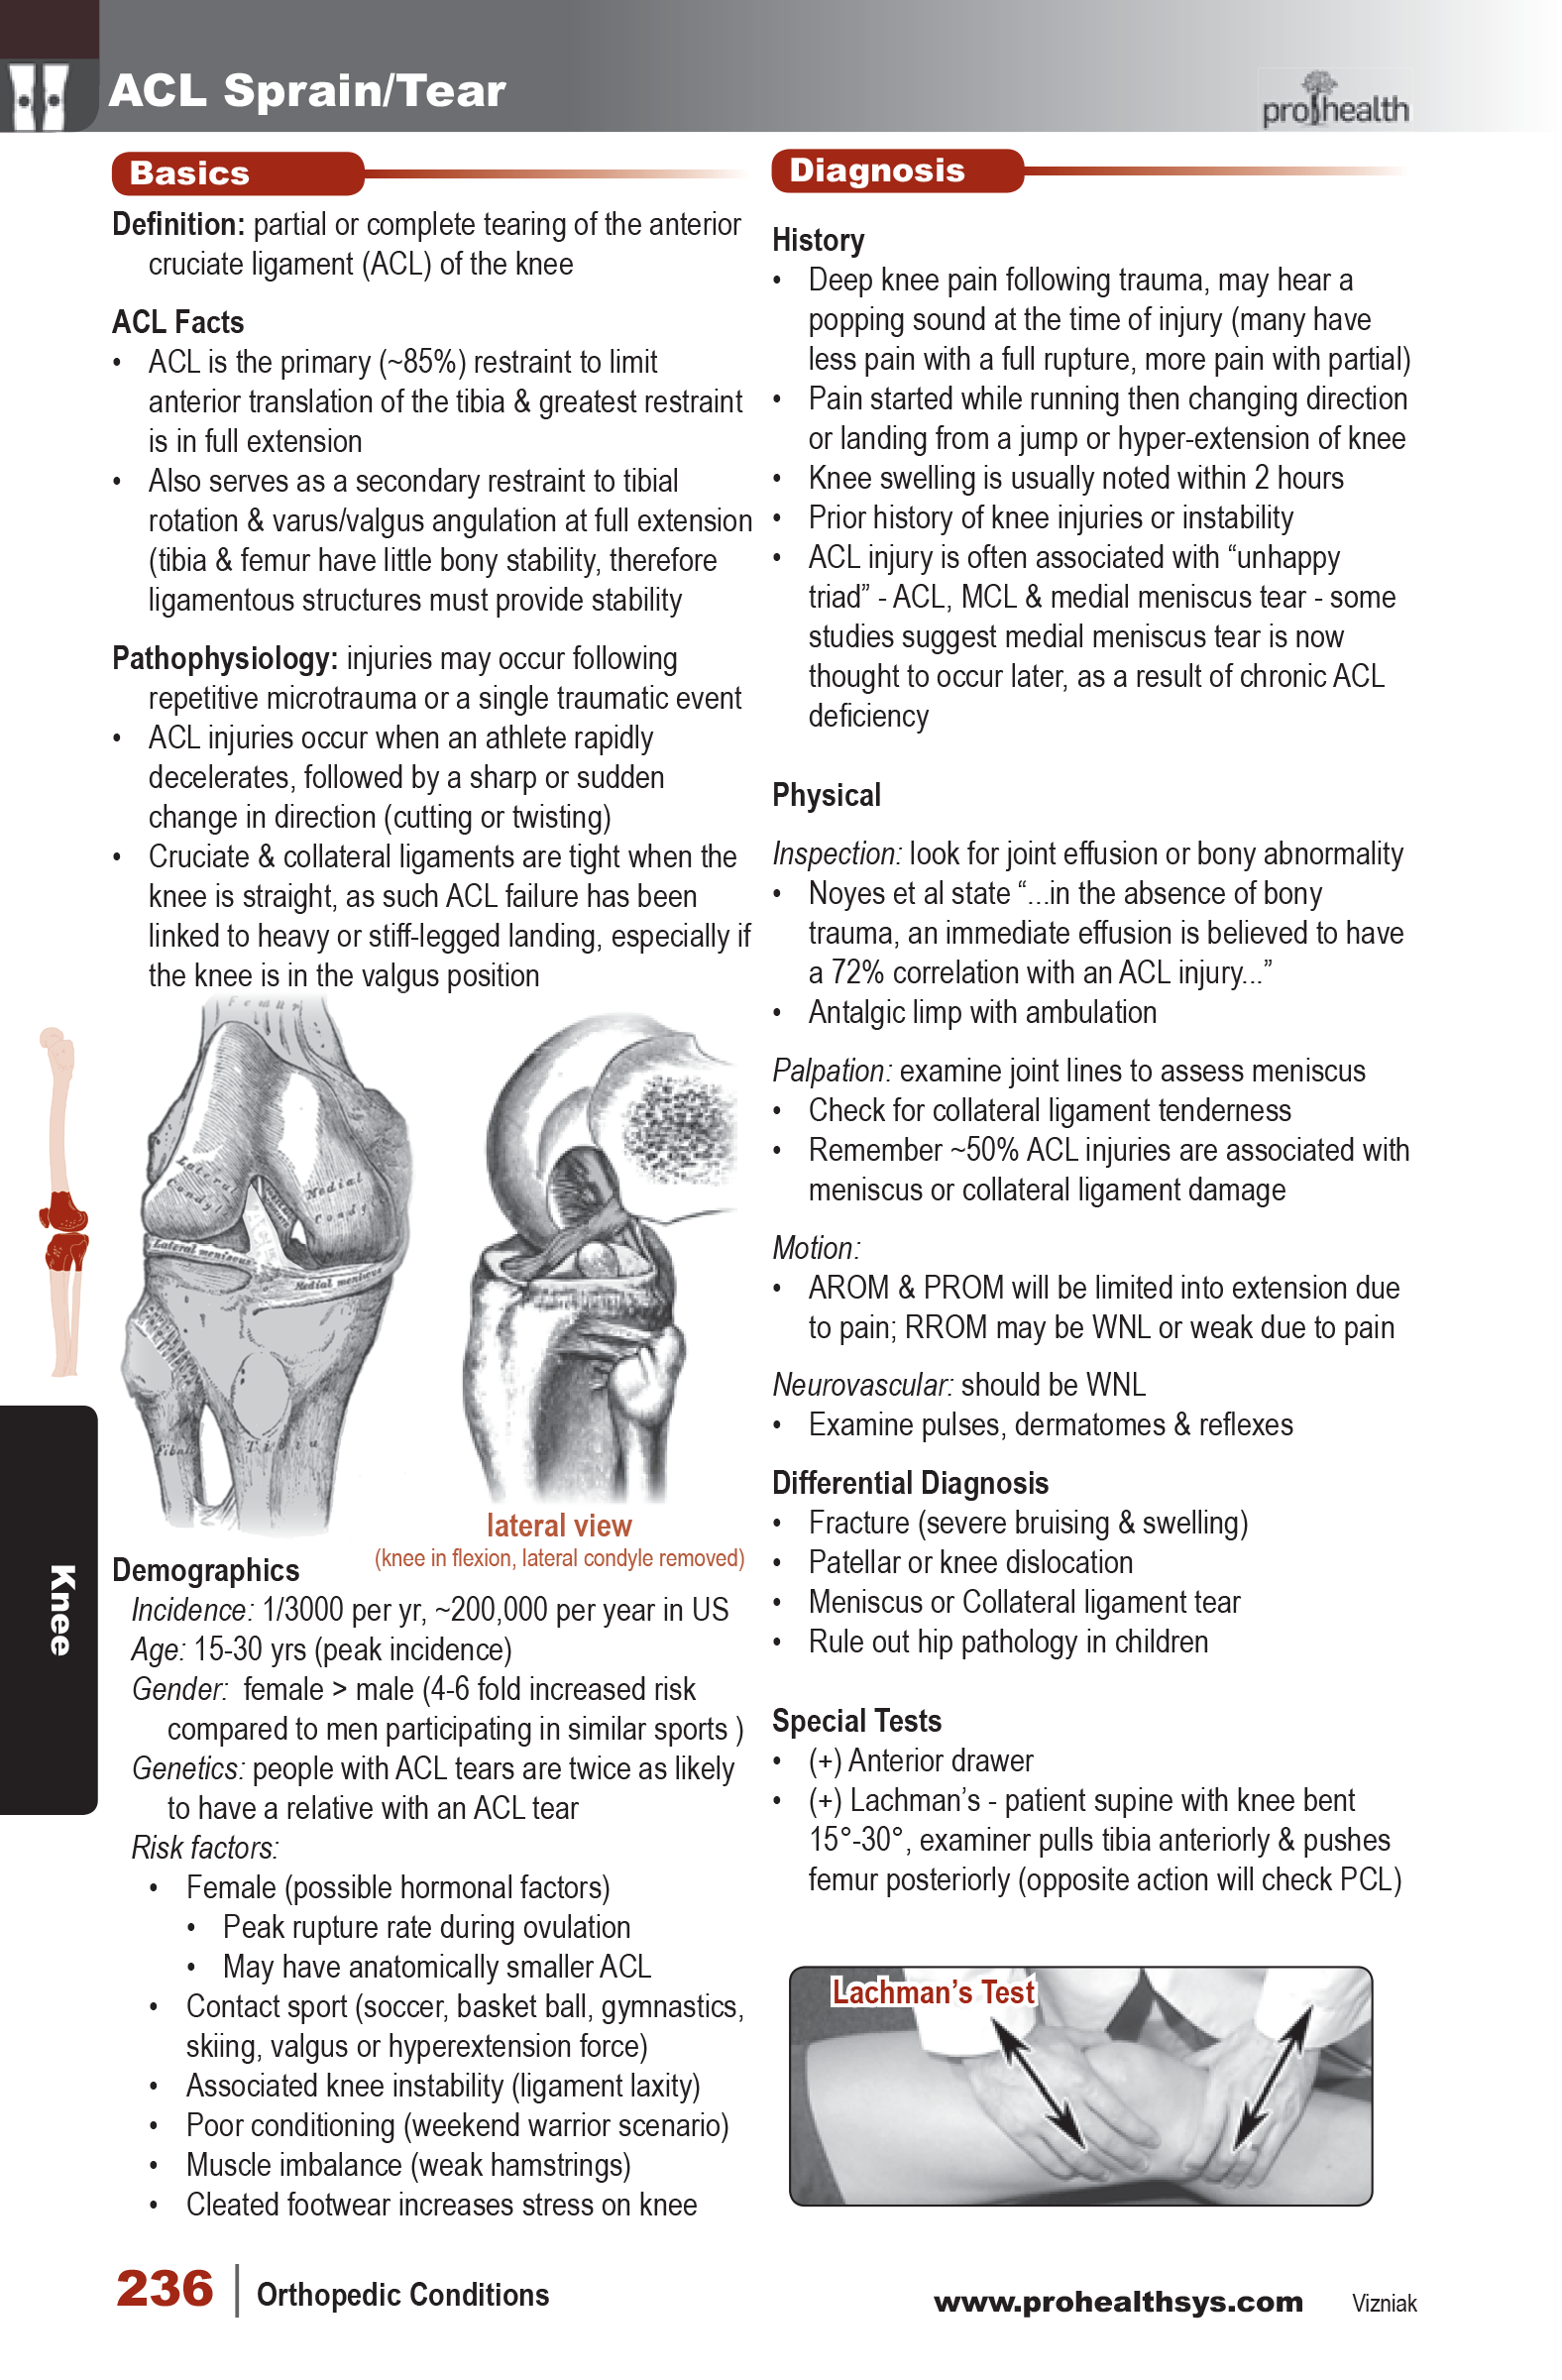 ACL Sprain/Tear
prohealth
Basics
Definition: partial or complete tearing of the anterior
cruciate ligament (ACL) of the knee
ACL Facts
• ACL is the primary (~85%) restraint to limit
anterior translation of the tibia & greatest restraint
is in full extension
• Also serves as a secondary restraint to tibial
rotation & varus/valgus angulation at full extension
(tibia & femur have little bony stability, therefore
ligamentous structures must provide stability
Pathophysiology: injuries may occur following
repetitive microtrauma or a single traumatic event
• ACL injuries occur when an athlete rapidly
decelerates, followed by a sharp or sudden
change in direction (cutting or twisting)
• Cruciate & collateral ligaments are tight when the
knee is straight, as such ACL failure has been
linked to heavy or stiff-legged landing, especially if
the knee is in the valgus position
Femur
Lateral
Condyl
Medial
Condyl
Lateral meniscus
Medial meniscus
Fibula
Tibia
lateral view
(knee in flexion, lateral condyle removed)
Knee
Demographics
Incidence: 1/3000 per yr, ~200,000 per year in US
Age: 15-30 yrs (peak incidence)
Gender: female > male (4-6 fold increased risk
compared to men participating in similar sports )
Genetics: people with ACL tears are twice as likely
to have a relative with an ACL tear
Risk factors:
• Female (possible hormonal factors)
• Peak rupture rate during ovulation
• May have anatomically smaller ACL
• Contact sport (soccer, basket ball, gymnastics,
skiing, valgus or hyperextension force)
• Associated knee instability (ligament laxity)
• Poor conditioning (weekend warrior scenario)
• Muscle imbalance (weak hamstrings)
• Cleated footwear increases stress on knee
Diagnosis
History
• Deep knee pain following trauma, may hear a
popping sound at the time of injury (many have
less pain with a full rupture, more pain with partial)
• Pain started while running then changing direction
or landing from a jump or hyper-extension of knee
• Knee swelling is usually noted within 2 hours
• Prior history of knee injuries or instability
• ACL injury is often associated with “unhappy
triad” - ACL, MCL & medial meniscus tear - some
studies suggest medial meniscus tear is now
thought to occur later, as a result of chronic ACL
deficiency
Physical
Inspection: look for joint effusion or bony abnormality
• Noyes et al state “...in the absence of bony
trauma, an immediate effusion is believed to have
a 72% correlation with an ACL injury...”
• Antalgic limp with ambulation
Palpation: examine joint lines to assess meniscus
• Check for collateral ligament tenderness
• Remember ~50% ACL injuries are associated with
meniscus or collateral ligament damage
Motion:
• AROM & PROM will be limited into extension due
to pain; RROM may be WNL or weak due to pain
Neurovascular: should be WNL
• Examine pulses, dermatomes & reflexes
Differential Diagnosis
• Fracture (severe bruising & swelling)
• Patellar or knee dislocation
• Meniscus or Collateral ligament tear
• Rule out hip pathology in children
Special Tests
• (+) Anterior drawer
• (+) Lachman’s - patient supine with knee bent
15°-30°, examiner pulls tibia anteriorly & pushes
femur posteriorly (opposite action will check PCL)
Lachman’s Test
236
Orthopedic Conditions
www.prohealthsys.com
Vizniak